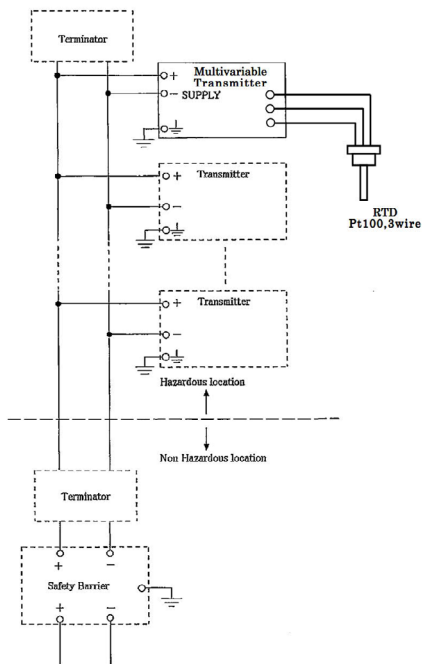 Terminator
+
Multivariable
Transmitter
−
SUPPLY
RTD
Pt100,3wire
+
Transmitter
−
+
Transmitter
−
Hazardous location
Non Hazardous location
Terminator
+ −
Safety Barrier
+ −